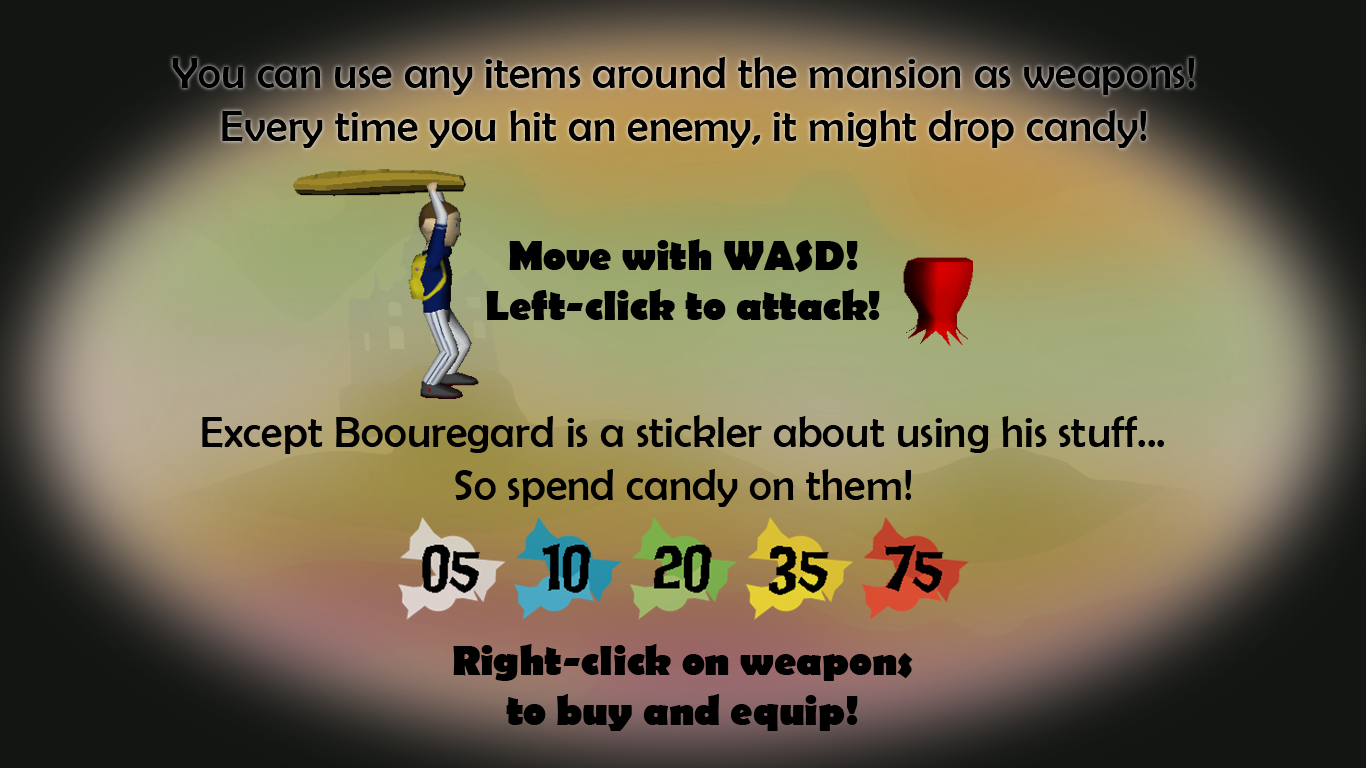 You can use any items around the mansion as weapons!
Every time you hit an enemy, it might drop candy!
Move with WASD!
Left-click to attack!
ExceptBoouregard is a stickler about using his stuff...
So spend candy on them!
05 10 20 35 75
Right-click on weapons
to buy and equip!